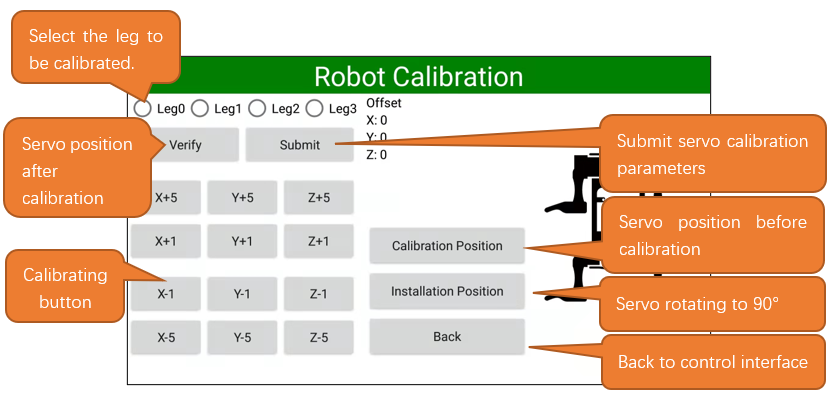 Select the leg to
be calibrated.
Robot Calibration
Leg0 Leg1 Leg2 Leg3
Offset
X: 0
Y: 0
Z: 0
Servo position
after
calibration
Verify Submit
Submit servo calibration
parameters
X+5 Y+5 Z+5
X+1 Y+1 Z+1
Servo position before
calibration
Calibration Position
Calibrating
button
X-1 Y-1 Z-1
Installation Position
Servo rotating to 90°
X-5 Y-5 Z-5
Back
Back to control interface